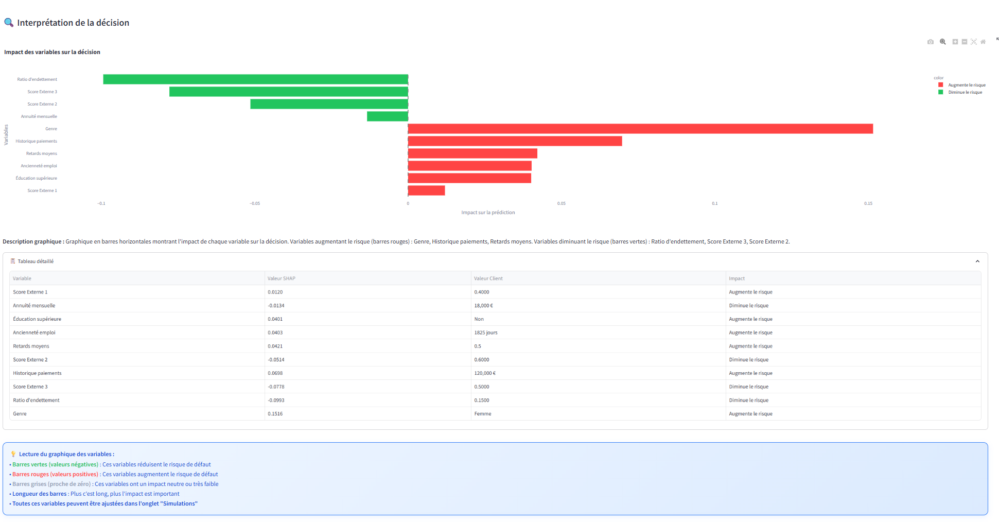 Interprétation de la décision
Impact des variables sur la décision
color
Augmente le risque
Diminue le risque
Variables
Ratio d'endettement
Score Externe 3
Score Externe 2
Annuité mensuelle
Genre
Historique paiements
Retards moyens
Ancienneté emploi
Éducation supérieure
Score Externe 1
−0.1 −0.05 0 0.05 0.1 0.15
Impact sur la prédiction
Description graphique : Graphique en barres horizontales montrant l'impact de chaque variable sur la décision. Variables augmentant le risque (barres rouges) : Genre, Historique paiements, Retards moyens. Variables diminuant le risque (barres vertes) : Ratio d'endettement, Score Externe 3, Score Externe 2.
Tableau détaillé
Variable Valeur SHAP Valeur Client Impact
Score Externe 1 0.0120 0.4000 Augmente le risque
Annuité mensuelle -0.0134 18,000 € Diminue le risque
Éducation supérieure 0.0401 Non Augmente le risque
Ancienneté emploi 0.0403 1825 jours Augmente le risque
Retards moyens 0.0421 0.5 Augmente le risque
Score Externe 2 -0.0514 0.6000 Diminue le risque
Historique paiements 0.0698 120,000 € Augmente le risque
Score Externe 3 -0.0778 0.5000 Diminue le risque
Ratio d'endettement -0.0993 0.1500 Diminue le risque
Genre 0.1516 Femme Augmente le risque
Lecture du graphique des variables :
• Barres vertes (valeurs négatives) : Ces variables réduisent le risque de défaut
• Barres rouges (valeurs positives) : Ces variables augmentent le risque de défaut
• Barres grises (proche de zéro) : Ces variables ont un impact neutre ou très faible
• Longueur des barres : Plus c'est long, plus l'impact est important
• Toutes ces variables peuvent être ajustées dans l'onglet "Simulations"